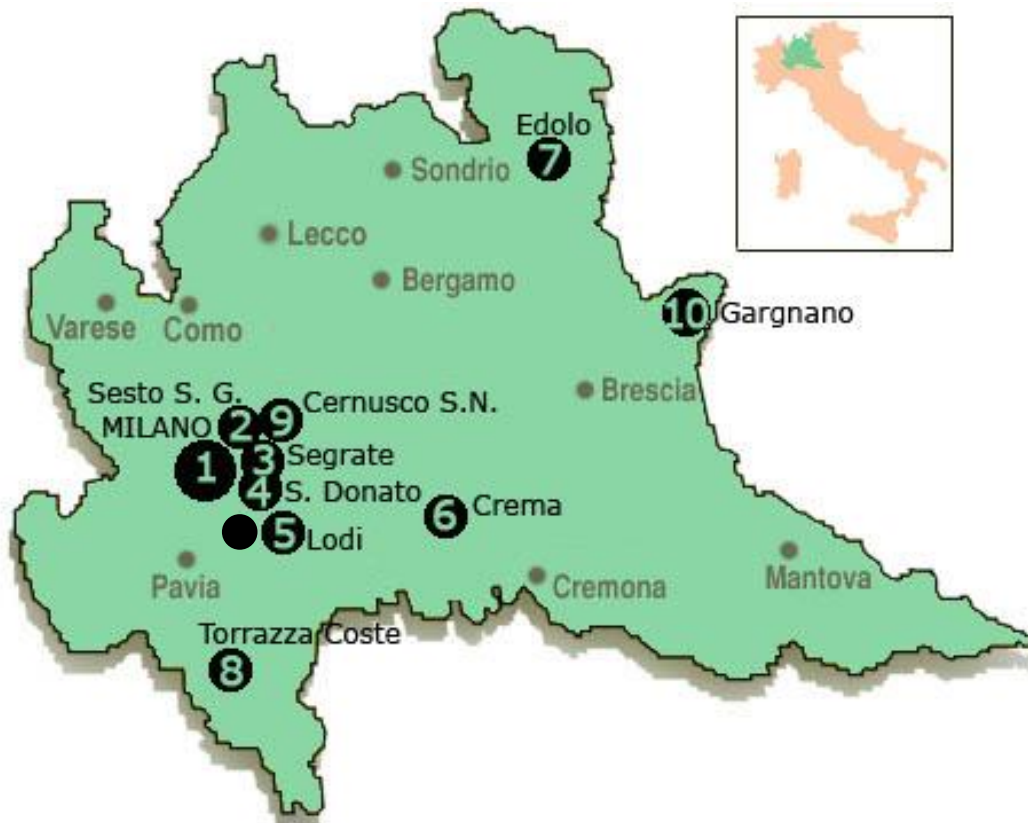 Edolo
7
Sondrio
Lecco
Bergamo
10 Gargnano
Varese
Como
Brescia
Sesto S. G.
2
9
Cernusco S.N.
MILANO
1
3
Segrate
4
S. Donato
6
Crema
5
Lodi
Pavia
Cremona
Mantova
Torrazza Coste
8